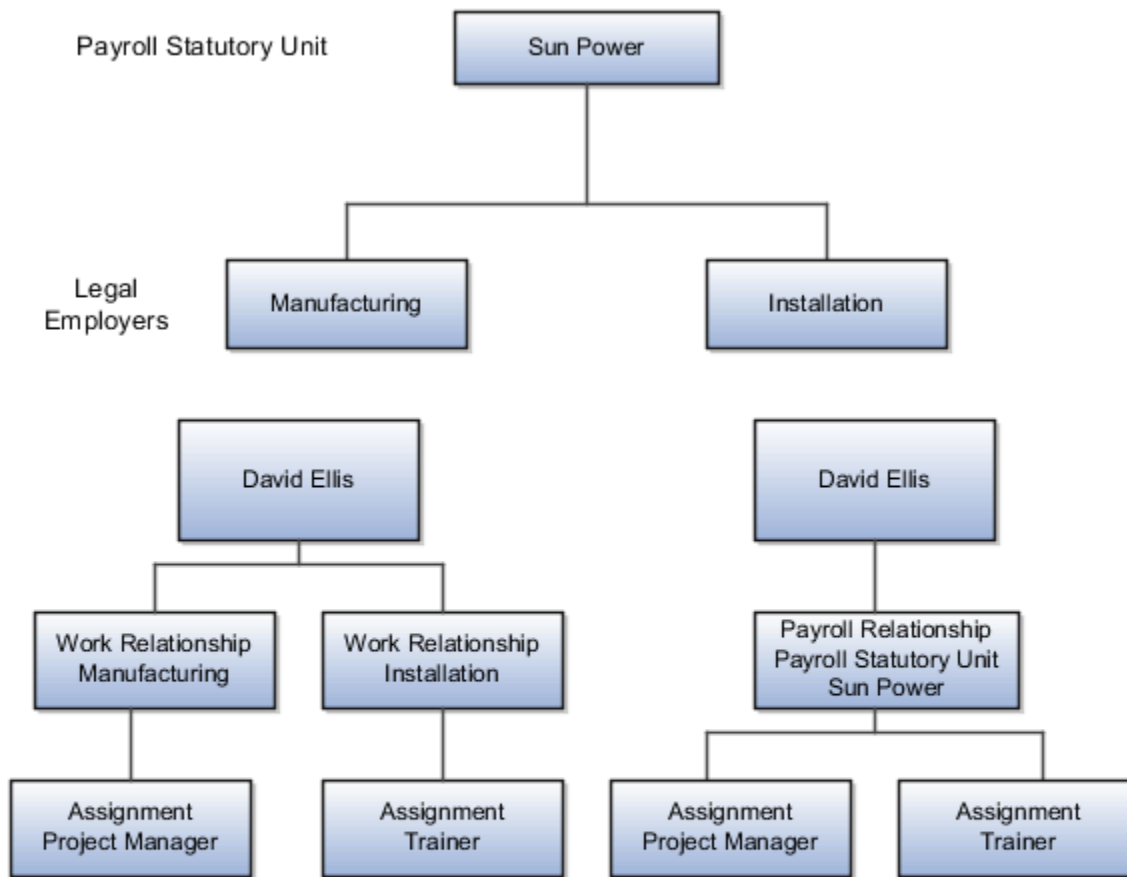 Payroll Statutory Unit
Sun Power
Legal
Employers
Manufacturing
Installation
David Ellis
David Ellis
Work Relationship
Manufacturing
Work Relationship
Installation
Payroll Relationship
Payroll Statutory Unit
Sun Power
Assignment
Project Manager
Assignment
Trainer
Assignment
Project Manager
Assignment
Trainer